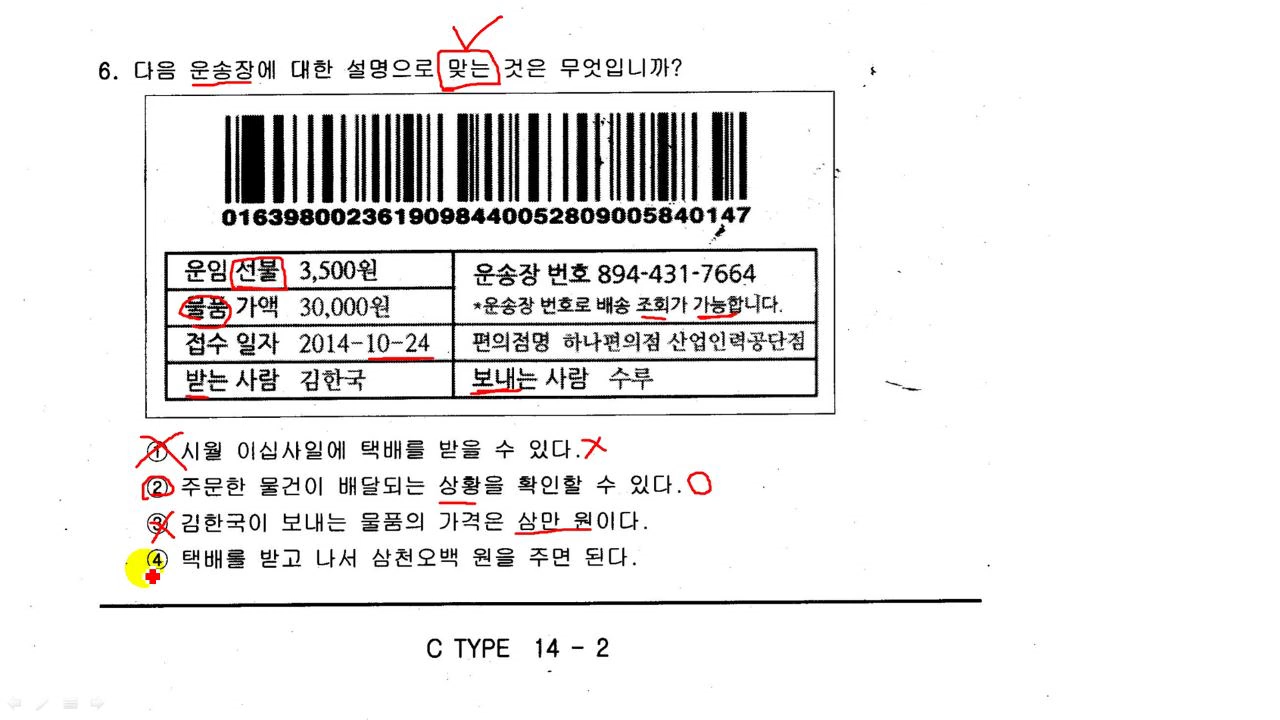 6. 다음 운송장에 대한 설명으로 맞는 것은 무엇입니까?
0163980023619098440052809005840147
운임 선불 3,500원
물품 가액 30,000원
접수 일자 2014-10-24
받는 사람 김한국
운송장 번호 894-431-7664
*운송장 번호로 배송 조회가 가능합니다.
편의점명 하나편의점 산업인력공단점
보내는 사람 수루
① 시월 이십사일에 택배를 받을 수 있다.
② 주문한 물건이 배달되는 상황을 확인할 수 있다.
③ 김한국이 보내는 물품의 가격은 삼만 원이다.
④ 택배를 받고 나서 삼천오백 원을 주면 된다.
C TYPE 14 - 2